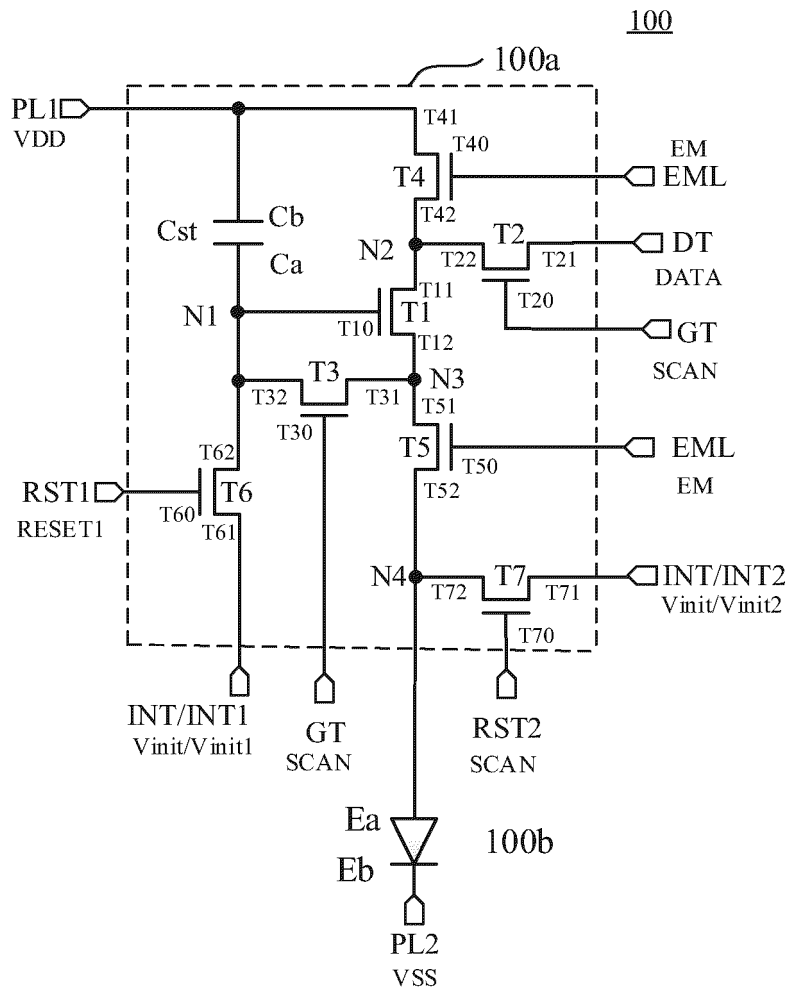 100
100a
PL1
VDD
T41
T40
T4
T42
EM
EML
Cst
Cb
Ca
N2
T2
T22
T21
T20
DT
DATA
N1
T10
T11
T1
T12
GT
SCAN
T3
T32
T31
T30
N3
T51
T5
T50
T52
EML
EM
RST1
RESET1
T62
T60
T6
T61
N4
T72
T7
T71
T70
INT/INT2
Vinit/Vinit2
INT/INT1
Vinit/Vinit1
GT
SCAN
RST2
SCAN
Ea
Eb
100b
PL2
VSS